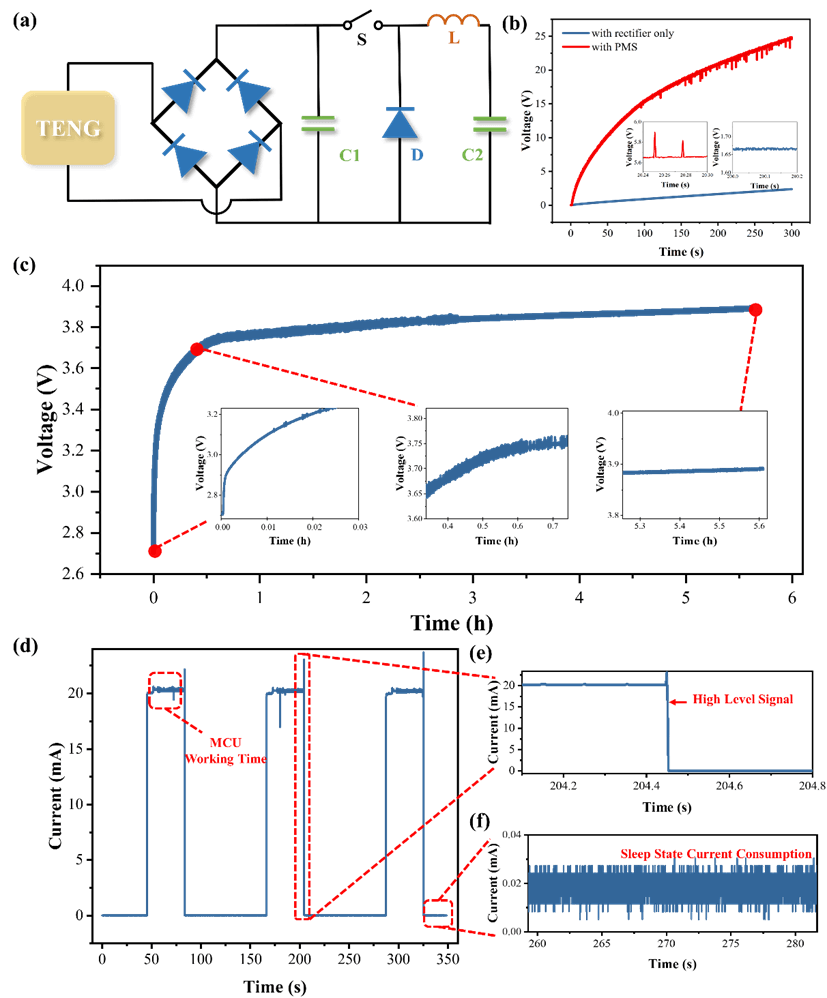 (a)
TENG
S
L
C1
D
C2
(b)
with rectifier only
with PMS
Voltage (V)
25
20
15
10
5
0
6.0
5.8
5.6
Voltage (V)
20.24 20.26 20.28 20.30
Time (s)
1.70
1.65
1.60
Voltage (V)
200.0 200.1 200.2
Time (s)
0 50 100 150 200 250 300
Time (s)
(c)
Voltage (V)
4.0
3.8
3.6
3.4
3.2
3.0
2.8
2.6
Voltage (V)
3.2
3.0
2.8
0.00 0.01 0.02 0.03
Time (h)
Voltage (V)
3.80
3.75
3.70
3.65
3.60
0.4 0.5 0.6 0.7
Time (h)
Voltage (V)
4.0
3.9
3.8
5.3 5.4 5.5 5.6
Time (h)
0 1 2 3 4 5 6
Time (h)
(d)
Current (mA)
20
15
10
5
0
MCU
Working Time
0 50 100 150 200 250 300 350
Time (s)
(e)
Current (mA)
20
15
10
5
0
High Level Signal
204.2 204.4 204.6 204.8
Time (s)
(f)
Current (mA)
0.04
0.02
0.00
Sleep State Current Consumption
260 265 270 275 280
Time (s)